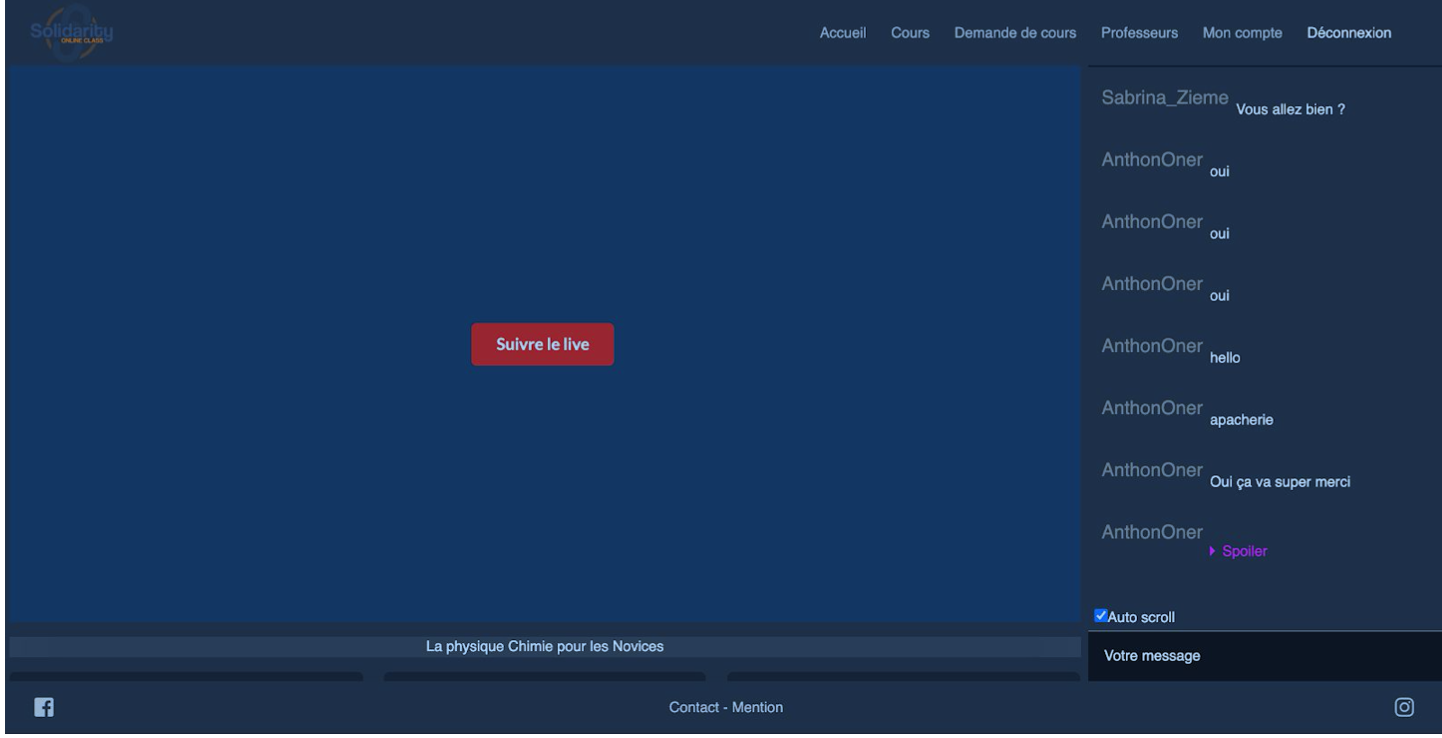 Solidarity
ONLINE CLASS
Accueil Cours Demande de cours Professeurs Mon compte Déconnexion
Sabrina_Zieme Vous allez bien ?
AnthonOner oui
AnthonOner oui
AnthonOner oui
AnthonOner hello
AnthonOner apacherie
AnthonOner Oui ça va super merci
AnthonOner
Spoiler
Suivre le live
Auto scroll
La physique Chimie pour les Novices
Votre message
Contact - Mention